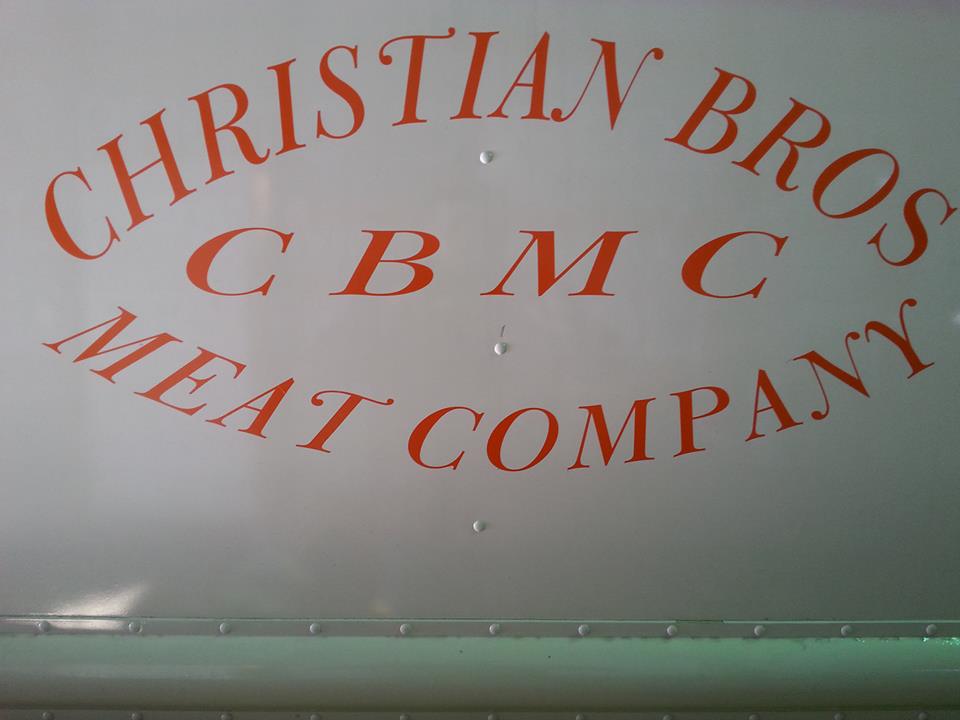 CHRISTIAN BROS
C B M C
MEAT COMPANY